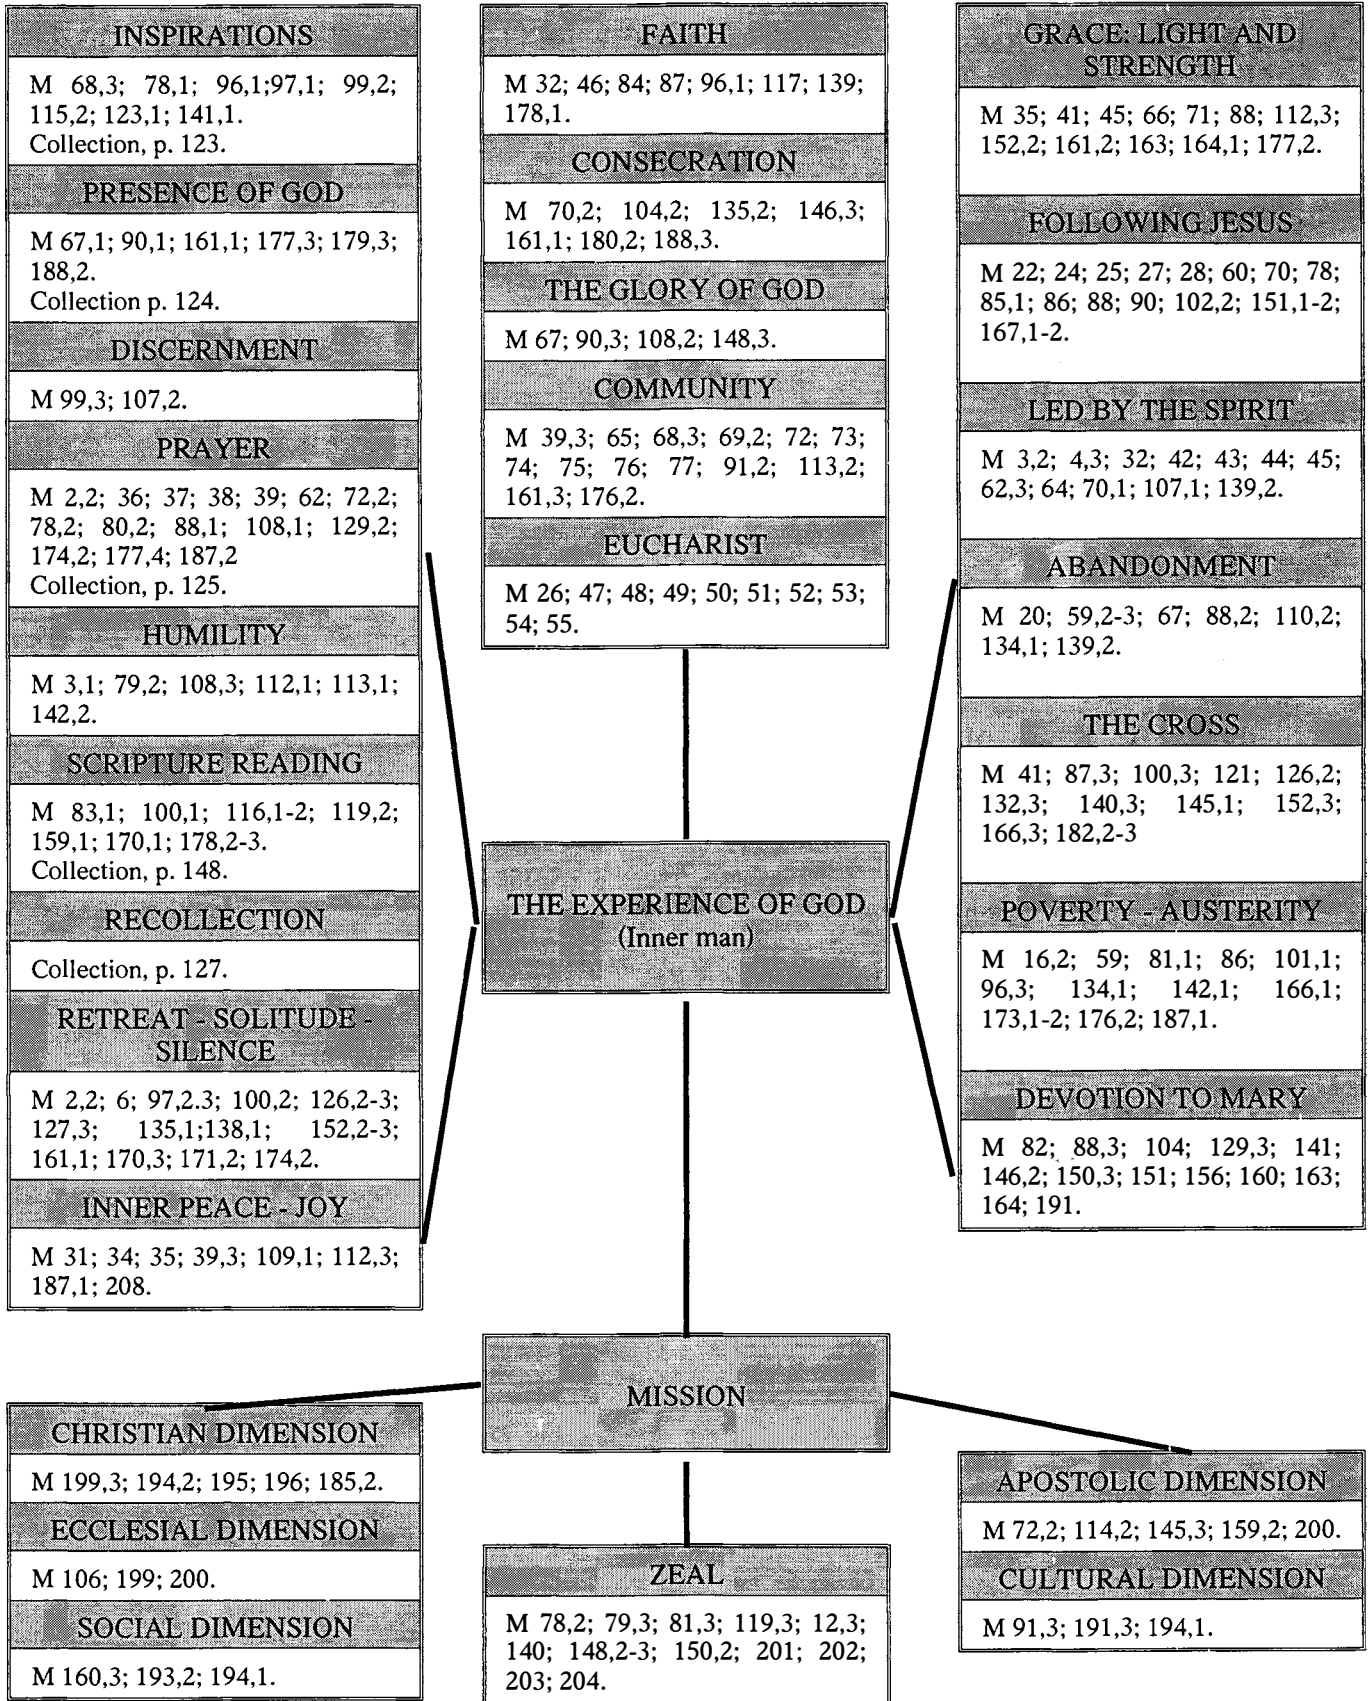 INSPIRATIONS
M 68,3; 78,1; 96,1;97,1; 99,2;
115,2; 123,1; 141,1.
Collection, p. 123.
PRESENCE OF GOD
M 67,1; 90,1; 161,1; 177,3; 179,3;
188,2.
Collection p. 124.
DISCERNMENT
M 99,3; 107,2.
PRAYER
M 2,2; 36; 37; 38; 39; 62; 72,2;
78,2; 80,2; 88,1; 108,1; 129,2;
174,2; 177,4; 187,2
Collection, p. 125.
HUMILITY
M 3,1; 79,2; 108,3; 112,1; 113,1;
142,2.
SCRIPTURE READING
M 83,1; 100,1; 116,1-2; 119,2;
159,1; 170,1; 178,2-3.
Collection, p. 148.
RECOLLECTION
Collection, p. 127.
RETREAT - SOLITUDE -
SILENCE
M 2,2; 6; 97,2.3; 100,2; 126,2-3;
127,3; 135,1;138,1; 152,2-3;
161,1; 170,3; 171,2; 174,2.
INNER PEACE - JOY
M 31; 34; 35; 39,3; 109,1; 112,3;
187,1; 208.
FAITH
M 32; 46; 84; 87; 96,1; 117; 139;
178,1.
CONSECRATION
M 70,2; 104,2; 135,2; 146,3;
161,1; 180,2; 188,3.
THE GLORY OF GOD
M 67; 90,3; 108,2; 148,3.
COMMUNITY
M 39,3; 65; 68,3; 69,2; 72; 73;
74; 75; 76; 77; 91,2; 113,2;
161,3; 176,2.
EUCHARIST
M 26; 47; 48; 49; 50; 51; 52; 53;
54; 55.
THE EXPERIENCE OF GOD
(Inner man)
GRACE: LIGHT AND
STRENGTH
M 35; 41; 45; 66; 71; 88; 112,3;
152,2; 161,2; 163; 164,1; 177,2.
FOLLOWING JESUS
M 22; 24; 25; 27; 28; 60; 70; 78;
85,1; 86; 88; 90; 102,2; 151,1-2;
167,1-2.
LED BY THE SPIRIT
M 3,2; 4,3; 32; 42; 43; 44; 45;
62,3; 64; 70,1; 107,1; 139,2.
ABANDONMENT
M 20; 59,2-3; 67; 88,2; 110,2;
134,1; 139,2.
THE CROSS
M 41; 87,3; 100,3; 121; 126,2;
132,3; 140,3; 145,1; 152,3;
166,3; 182,2-3
POVERTY - AUSTERITY
M 16,2; 59; 81,1; 86; 101,1;
96,3; 134,1; 142,1; 166,1;
173,1-2; 176,2; 187,1.
DEVOTION TO MARY
M 82; 88,3; 104; 129,3; 141;
146,2; 150,3; 151; 156; 160; 163;
164; 191.
MISSION
CHRISTIAN DIMENSION
M 199,3; 194,2; 195; 196; 185,2.
ECCLESIAL DIMENSION
M 106; 199; 200.
SOCIAL DIMENSION
M 160,3; 193,2; 194,1.
ZEAL
M 78,2; 79,3; 81,3; 119,3; 12,3;
140; 148,2-3; 150,2; 201; 202;
203; 204.
APOSTOLIC DIMENSION
M 72,2; 114,2; 145,3; 159,2; 200.
CULTURAL DIMENSION
M 91,3; 191,3; 194,1.